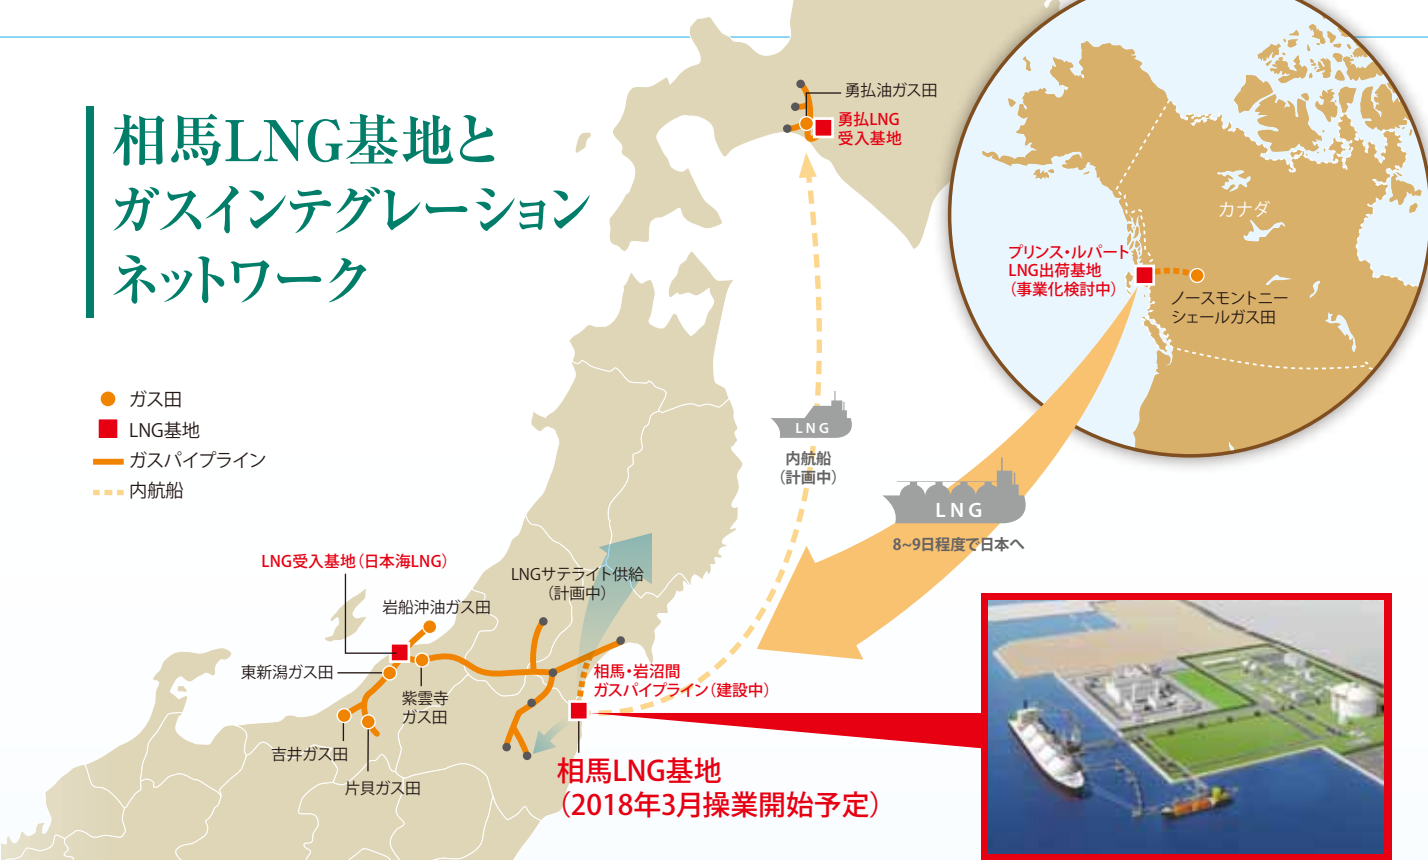 相馬LNG基地と
ガスインテグレーション
ネットワーク
ガス田
LNG基地
ガスパイプライン
内航船
勇払油ガス田
勇払LNG
受入基地
カナダ
プリンス・ルパート
LNG出荷基地
（事業化検討中）
ノースモントニー
シェールガス田
LNG
内航船
（計画中）
LNG
8~9日程度で日本へ
LNG受入基地（日本海LNG）
LNGサテライト供給
（計画中）
岩船沖油ガス田
東新潟ガス田
紫雲寺
ガス田
吉井ガス田
片貝ガス田
相馬・岩沼間
ガスパイプライン（建設中）
相馬LNG基地
（2018年3月操業開始予定）